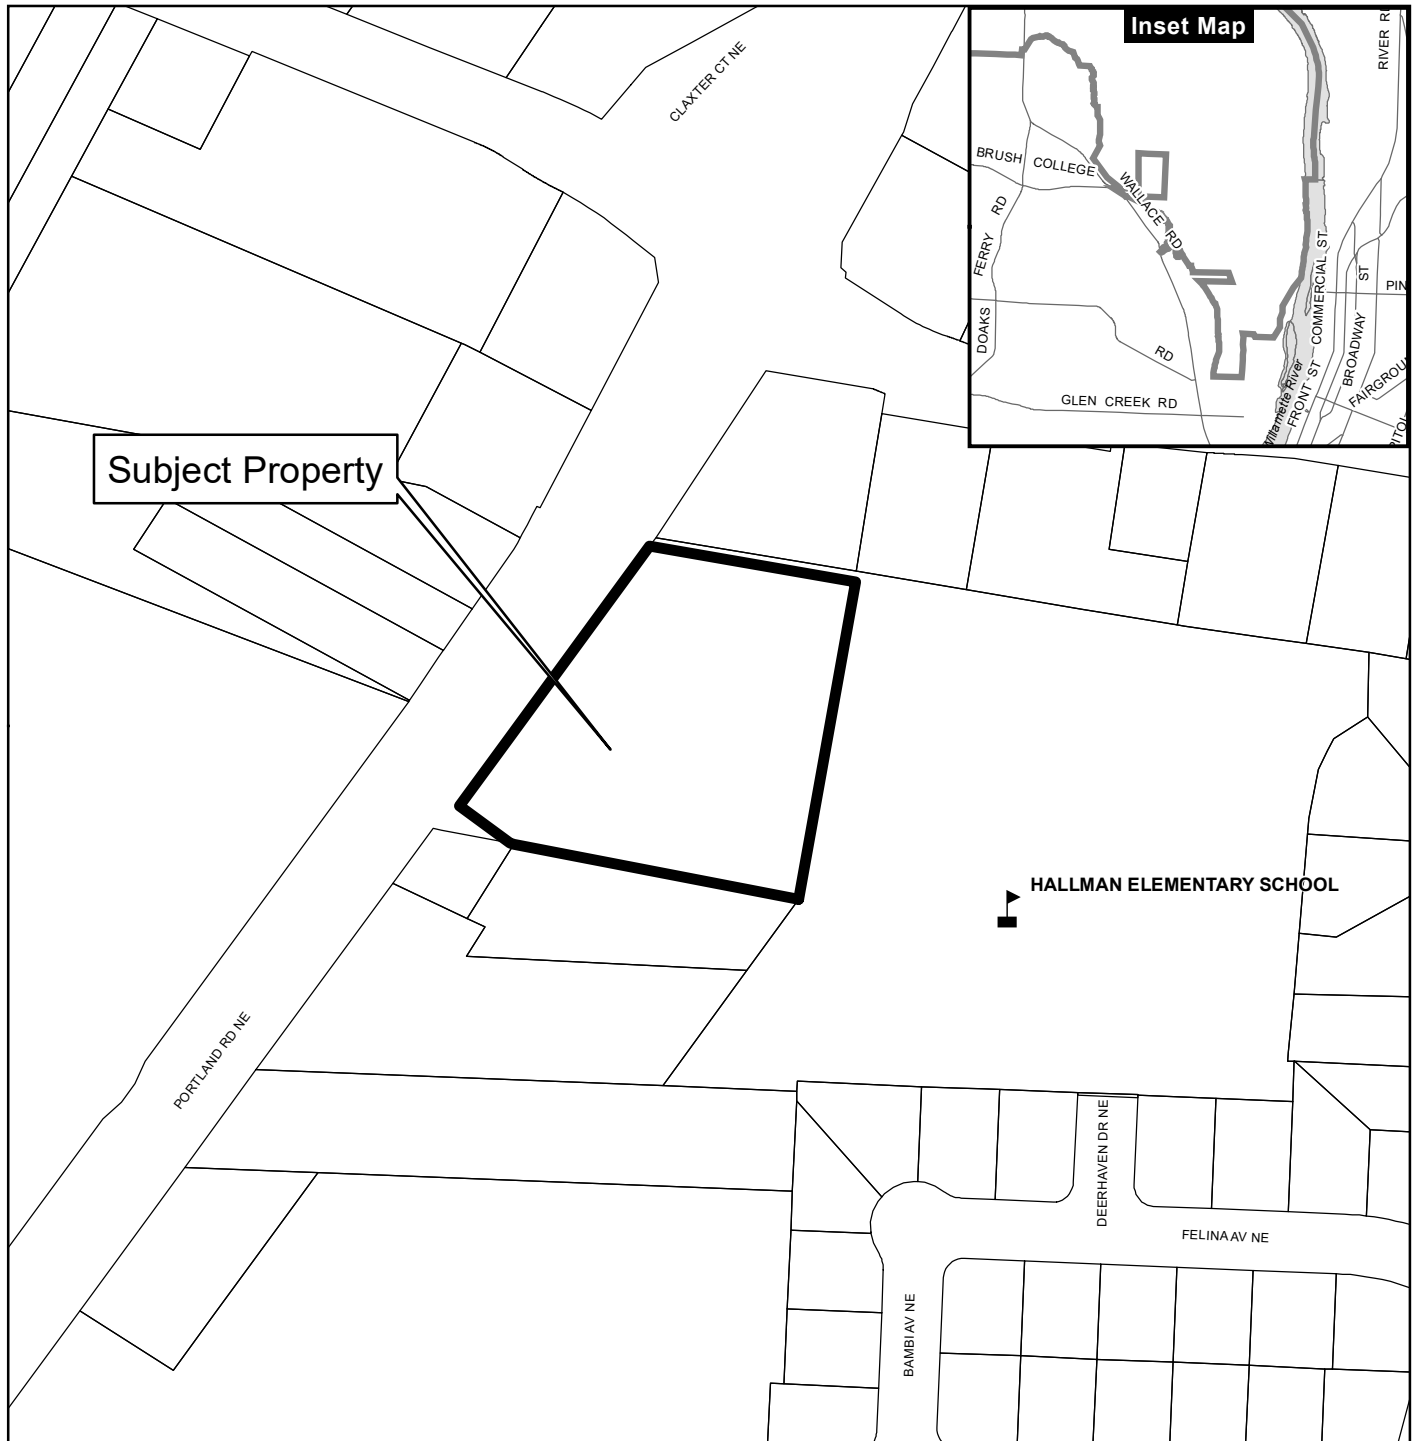 Inset Map
RIVER R
CLAXTER CT NE
BRUSH COLLEGE
WALLACE RD
FERRY RD
DOAKS
RD
GLEN CREEK RD
COMMERCIAL ST
ST
PIN
BROADWAY
FRONT ST
Willamette River
FAIRGROU
Subject Property
HALLMAN ELEMENTARY SCHOOL
PORTLAND RD NE
DEERHAVEN DR NE
FELINA AV NE
BAMBI AV NE